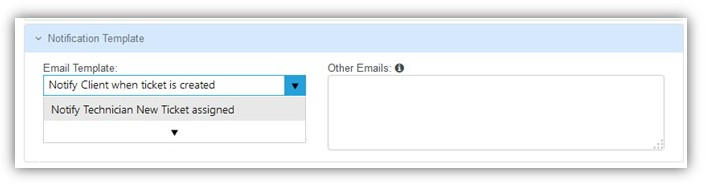 Notification Template
Email Template:
Notify Client when ticket is created
Notify Technician New Ticket assigned
Other Emails: